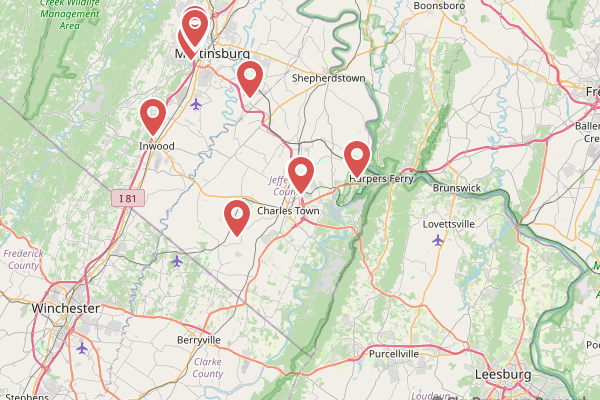 Creek Wildlife
Management
Area
Boonsboro
Martinsburg
Shepherdstown
Fre
Baller
Cre
Inwood
Jeffe
Coun
Harpers Ferry
Brunswick
I 81
Charles Town
Lovettsville
Frederick
County
Winchester
Berryville
Clarke
County
Purcellville
Poo
Leesburg
Stephens
Loudoun